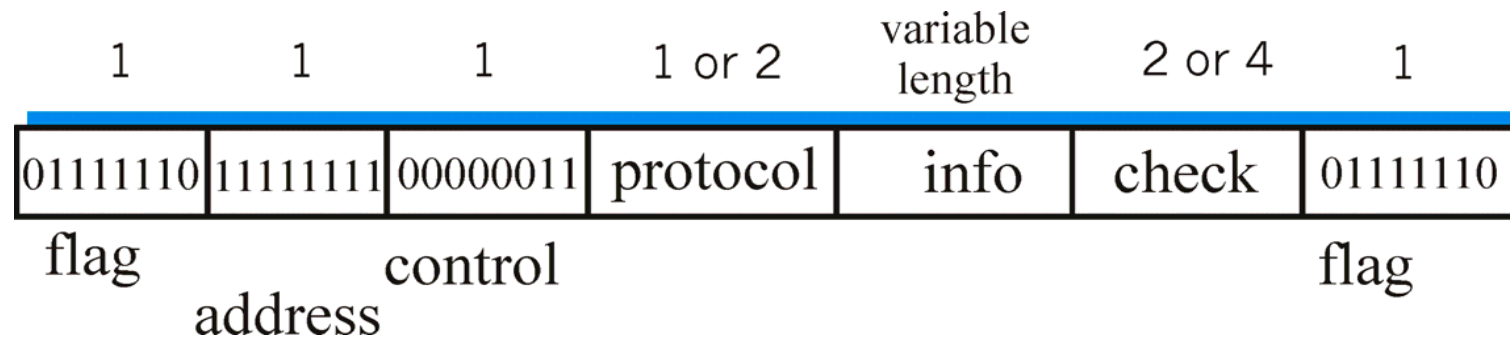 1 1 1 1 or 2 variable length 2 or 4 1
01111110 11111111 00000011 protocol info check 01111110
flag address control flag